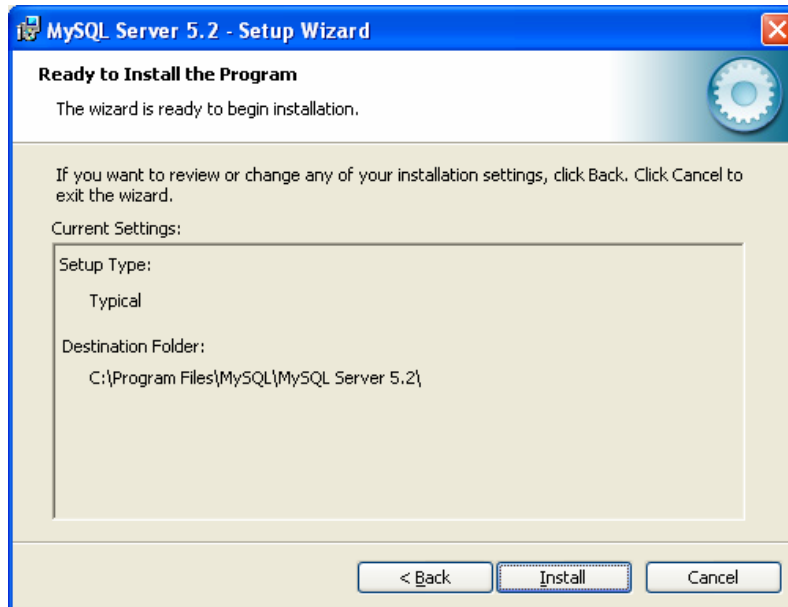 MySQL Server 5.2 - Setup Wizard
Ready to Install the Program
The wizard is ready to begin installation.
If you want to review or change any of your installation settings, click Back. Click Cancel to
exit the wizard.
Current Settings:
Setup Type:
Typical
Destination Folder:
C:\Program Files\MySQL\MySQL Server 5.2\
< Back
Install
Cancel